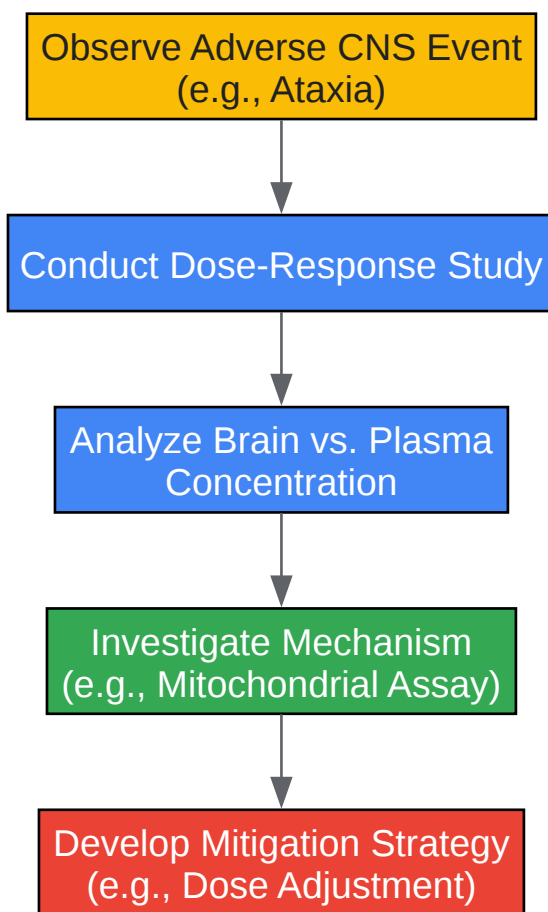 Observe Adverse CNS Event
(e.g., Ataxia)
Conduct Dose-Response Study
Analyze Brain vs. Plasma
Concentration
Investigate Mechanism
(e.g., Mitochondrial Assay)
Develop Mitigation Strategy
(e.g., Dose Adjustment)